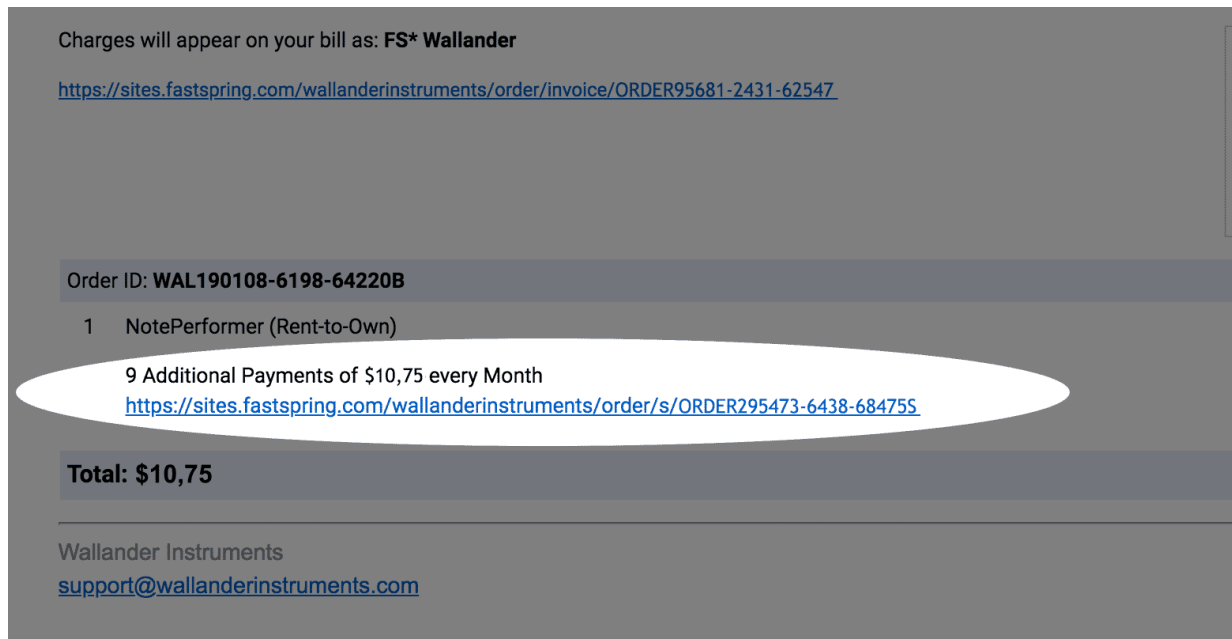 Charges will appear on your bill as: FS* Wallander
https://sites.fastspring.com/wallanderinstruments/order/invoice/ORDER95681-2431-62547
Order ID: WAL190108-6198-64220B
1 NotePerformer (Rent-to-Own)
9 Additional Payments of $10,75 every Month
https://sites.fastspring.com/wallanderinstruments/order/s/ORDER295473-6438-68475S
Total: $10,75
Wallander Instruments
support@wallanderinstruments.com